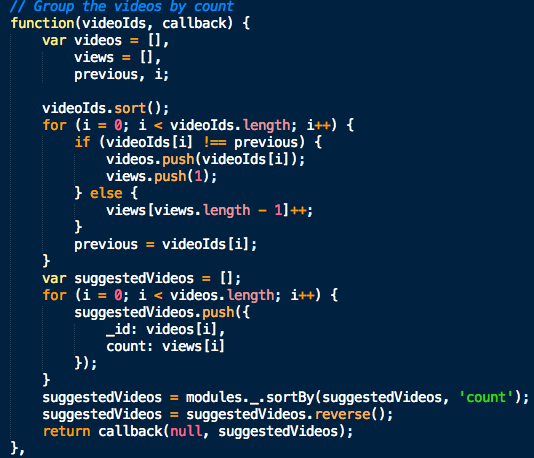 // Group the videos by count
function(videoIds, callback) {
    var videos = [],
        views = [],
        previous, i;

    videoIds.sort();
    for (i = 0; i < videoIds.length; i++) {
        if (videoIds[i] !== previous) {
            videos.push(videoIds[i]);
            views.push(1);
        } else {
            views[views.length - 1]++;
        }
        previous = videoIds[i];
    }
    var suggestedVideos = [];
    for (i = 0; i < videos.length; i++) {
        suggestedVideos.push({
            _id: videos[i],
            count: views[i]
        });
    }
    suggestedVideos = modules._.sortBy(suggestedVideos, 'count');
    suggestedVideos = suggestedVideos.reverse();
    return callback(null, suggestedVideos);
},